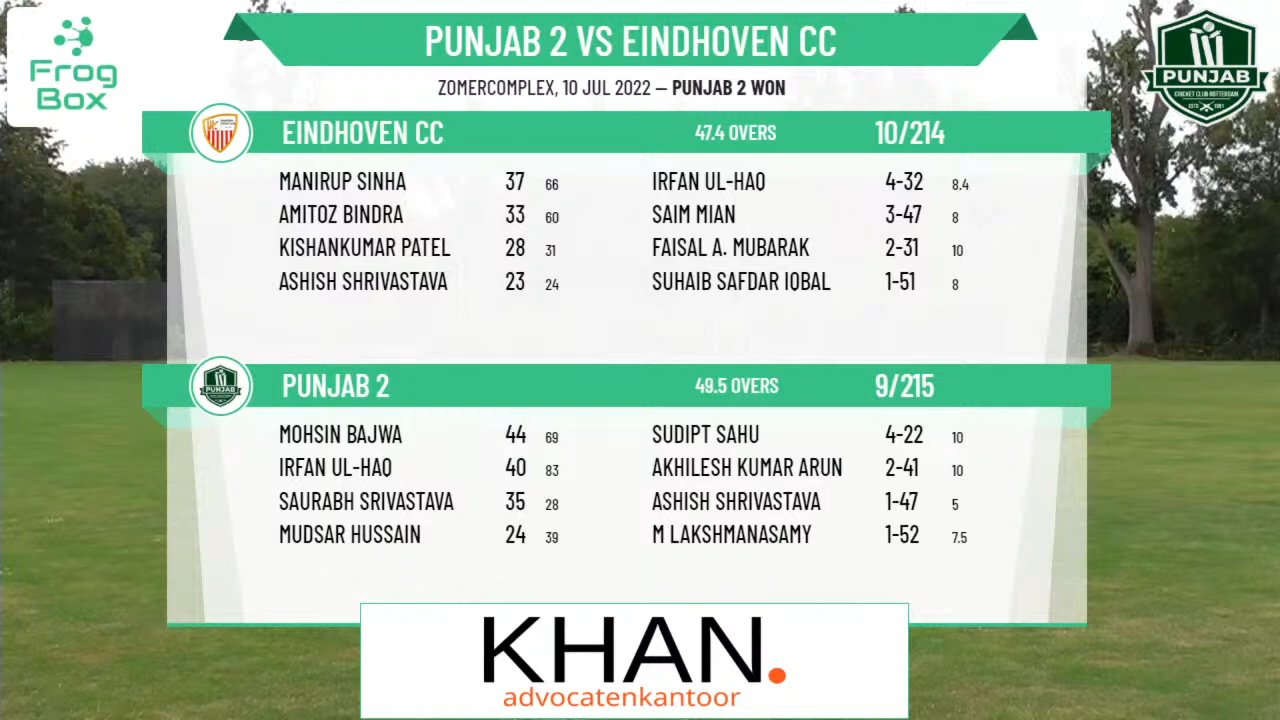 Frog
Box
PUNJAB 2 VS EINDHOVEN CC
ZOMERCOMPLEX, 10 JUL 2022 – PUNJAB 2 WON
PUNJAB
CRICKET CLUB ROTTERDAM
EINDHOVEN CC 47.4 OVERS 10/214
MANIRUP SINHA 37 66 IRFAN UL-HAQ 4-32 8.4
AMITOZ BINDRA 33 60 SAIM MIAN 3-47 8
KISHANKUMAR PATEL 28 31 FAISAL A. MUBARAK 2-31 10
ASHISH SHRIVASTAVA 23 24 SUHAIB SAFDAR IQBAL 1-51 8
PUNJAB
PUNJAB 2 49.5 OVERS 9/215
MOHSIN BAJWA 44 69 SUDIPT SAHU 4-22 10
IRFAN UL-HAQ 40 83 AKHILESH KUMAR ARUN 2-41 10
SAURABH SRIVASTAVA 35 28 ASHISH SHRIVASTAVA 1-47 5
MUDSAR HUSSAIN 24 39 M LAKSHMANASAMY 1-52 7.5
KHAN.
advocatenkantoor